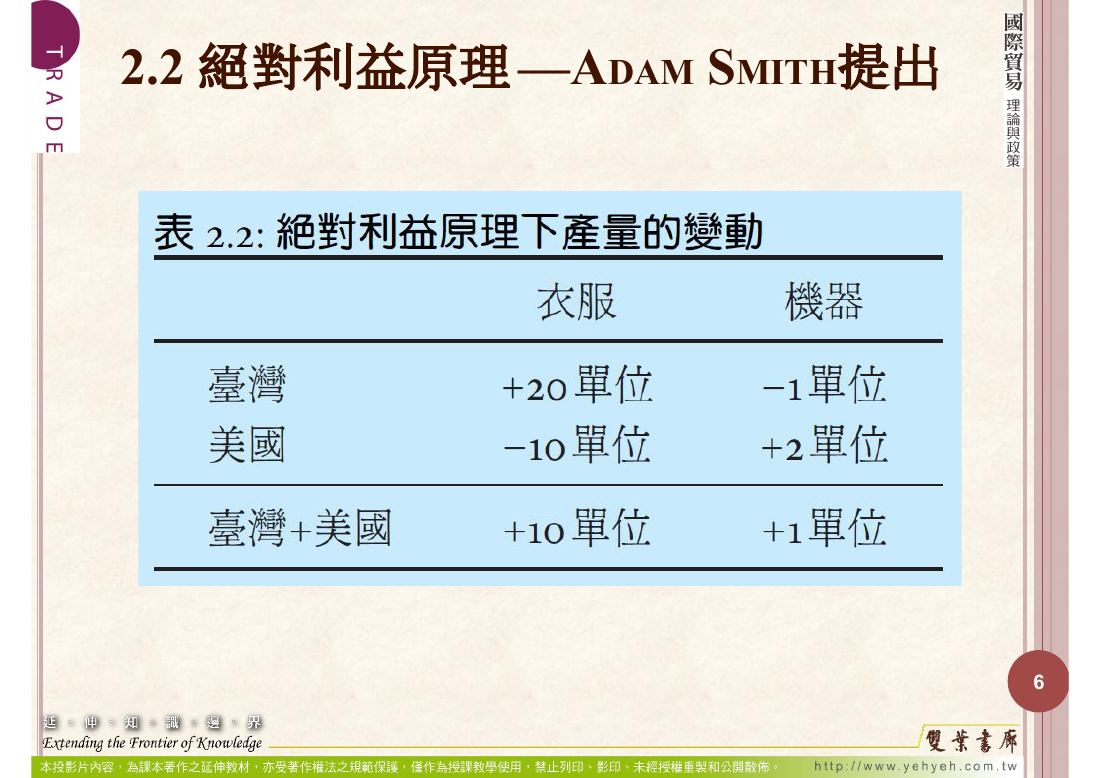 TRADE
2.2 絕對利益原理—ADAM SMITH提出
國際貿易 理論與政策
表 2.2: 絕對利益原理下產量的變動
衣服 機器
臺灣 +20單位 −1單位
美國 −10單位 +2單位
臺灣+美國 +10單位 +1單位
6
延。伸。知。識。邊。界
Extending the Frontier of Knowledge
雙葉書廊
本投影片內容,為課本著作之延伸教材,亦受著作權法之規範保護,僅作為授課教學使用,禁止列印、影印、未經授權重製和公開散佈。
http://www.yehyeh.com.tw